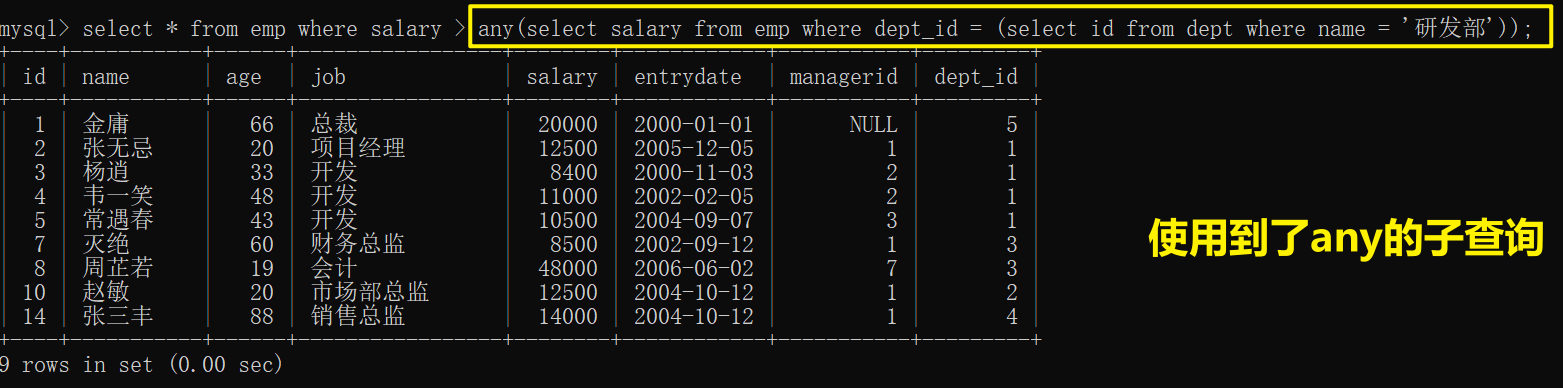 mysql> select * from emp where salary > any(select salary from emp where dept_id = (select id from dept where name = '研发部'));
| id | name | age | job | salary | entrydate | managerid | dept_id |
| 1 | 金庸 | 66 | 总裁 | 20000 | 2000-01-01 | NULL | 5 |
| 2 | 张无忌 | 20 | 项目经理 | 12500 | 2005-12-05 | 1 | 1 |
| 3 | 杨逍 | 33 | 开发 | 8400 | 2000-11-03 | 2 | 1 |
| 4 | 韦一笑 | 48 | 开发 | 11000 | 2002-02-05 | 2 | 1 |
| 5 | 常遇春 | 43 | 开发 | 10500 | 2004-09-07 | 3 | 1 |
| 7 | 灭绝 | 60 | 财务总监 | 8500 | 2002-09-12 | 1 | 3 |
| 8 | 周芷若 | 19 | 会计 | 48000 | 2006-06-02 | 7 | 3 |
| 10 | 赵敏 | 20 | 市场部总监 | 12500 | 2004-10-12 | 1 | 2 |
| 14 | 张三丰 | 88 | 销售总监 | 14000 | 2004-10-12 | 1 | 4 |
9 rows in set (0.00 sec)
使用到了any的子查询